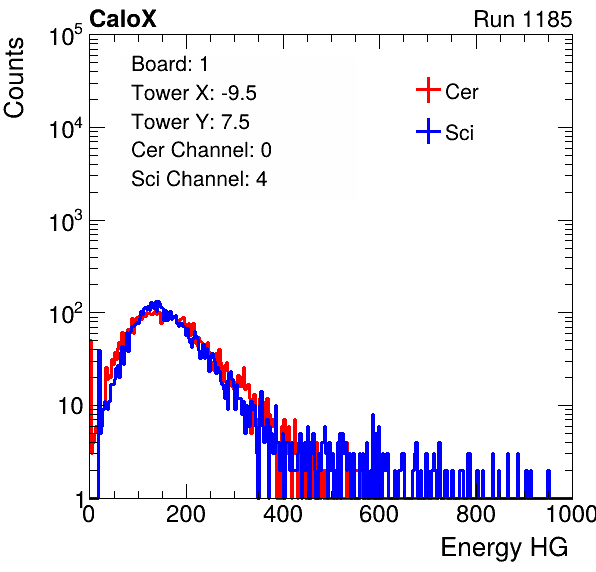 CaloX Run 1185
Counts
10^5
10^4
10^3
10^2
10
1
Board: 1
Tower X: -9.5
Tower Y: 7.5
Cer Channel: 0
Sci Channel: 4
Cer
Sci
0 200 400 600 800 1000
Energy HG